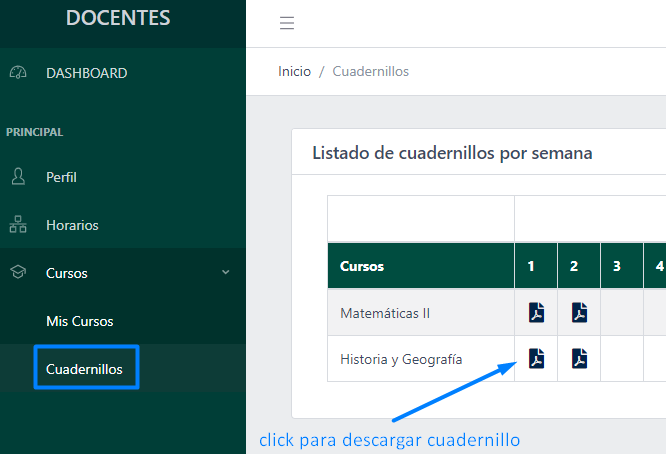 DOCENTES
DASHBOARD
PRINCIPAL
Perfil
Horarios
Cursos
Mis Cursos
Cuadernillos
Inicio / Cuadernillos
Listado de cuadernillos por semana
Cursos 1 2 3 4
Matemáticas II
Historia y Geografía
click para descargar cuadernillo